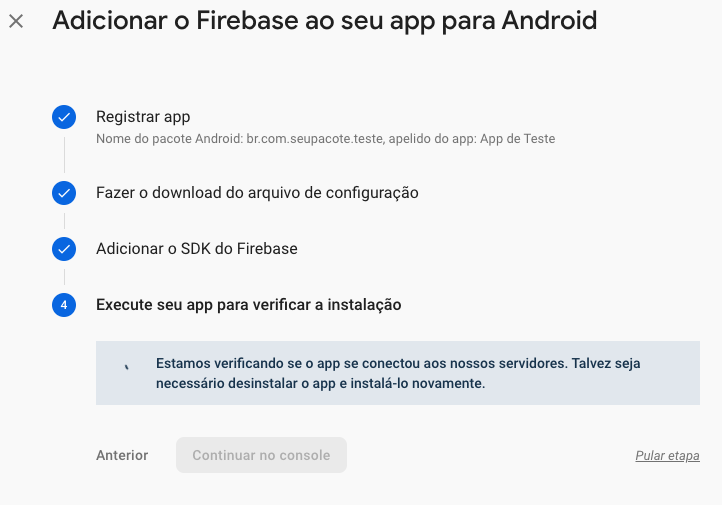 Adicionar o Firebase ao seu app para Android
Registrar app
Nome do pacote Android: br.com.seupacote.teste, apelido do app: App de Teste
Fazer o download do arquivo de configuração
Adicionar o SDK do Firebase
4 Execute seu app para verificar a instalação
Estamos verificando se o app se conectou aos nossos servidores. Talvez seja
necessário desinstalar o app e instalá-lo novamente.
Anterior Continuar no console Pular etapa